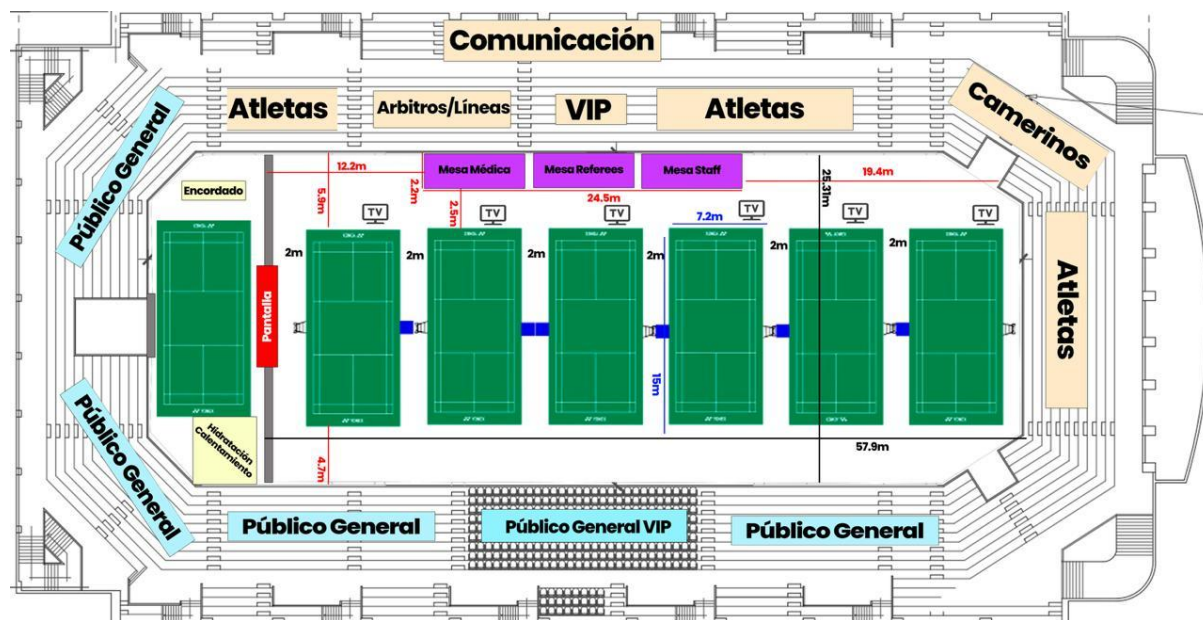 Comunicación
Atletas
Arbitros/Líneas
VIP
Atletas
Camerinos
Público General
12.2m
Mesa Médica
Mesa Referees
Mesa Staff
19.4m
Encordado
5.9m
2.2m
2.5m
24.5m
25.31m
7.2m
TV
TV
TV
TV
TV
TV
2m
2m
2m
2m
2m
2m
Atletas
Pantalla
15m
57.9m
Hidratación
Calentamiento
4.7m
Público General
Público General
Público General VIP
Público General